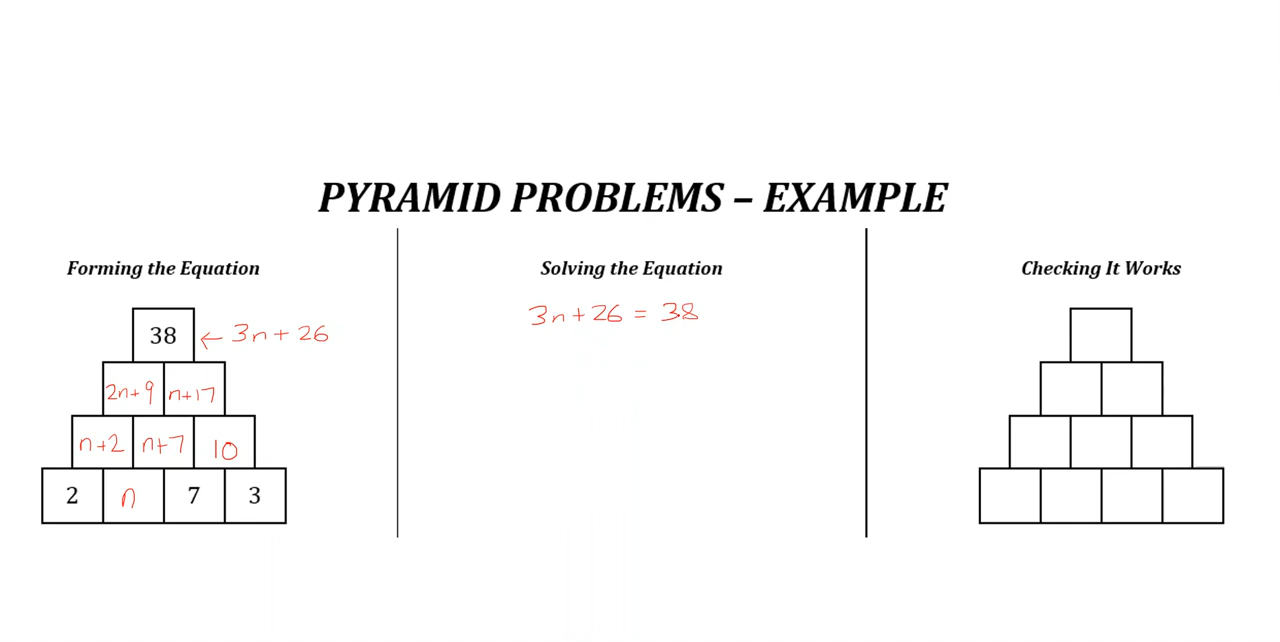 PYRAMID PROBLEMS – EXAMPLE
Forming the Equation
38 ← 3n + 26
2n+9 n+17
n+2 n+7 10
2 n 7 3
Solving the Equation
3n + 26 = 38
Checking It Works